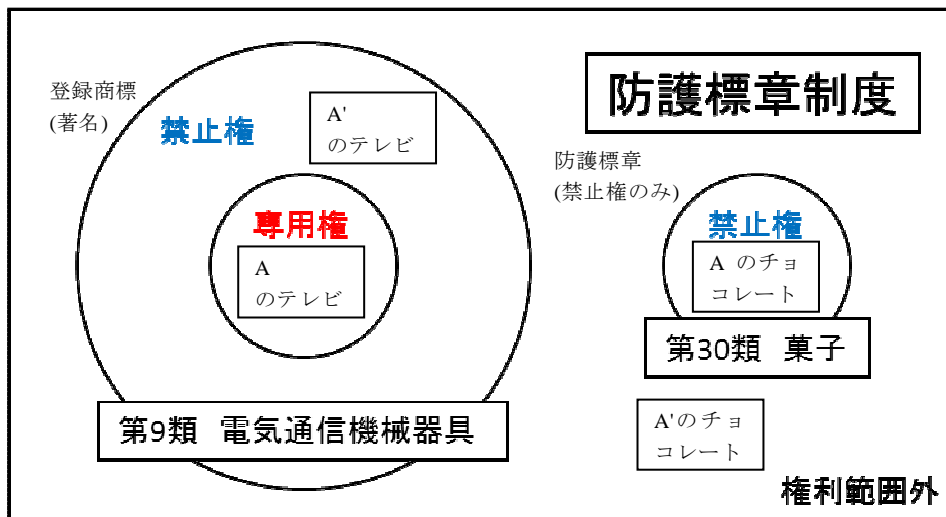 防護標章制度
登録商標
(著名)
禁止権
A'
のテレビ
専用権
A
のテレビ
第9類 電気通信機械器具
防護標章
(禁止権のみ)
禁止権
A のチョ
コレート
第30類 菓子
A'のチョ
コレート
権利範囲外